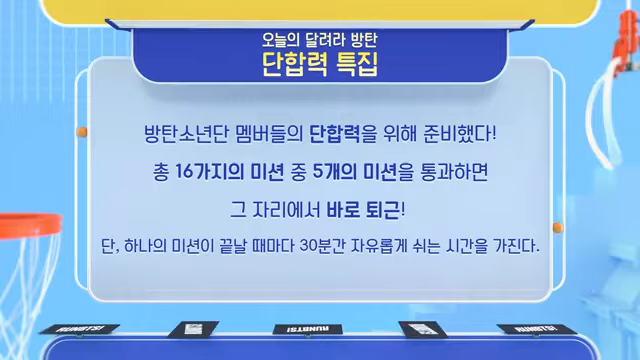 오늘의 달려라 방탄
단합력 특집
방탄소년단 멤버들의 단합력을 위해 준비했다!
총 16가지의 미션 중 5개의 미션을 통과하면
그 자리에서 바로 퇴근!
단, 하나의 미션이 끝날 때마다 30분간 자유롭게 쉬는 시간을 가진다.
RUNBTS! RUNBTS! RUNBTS!